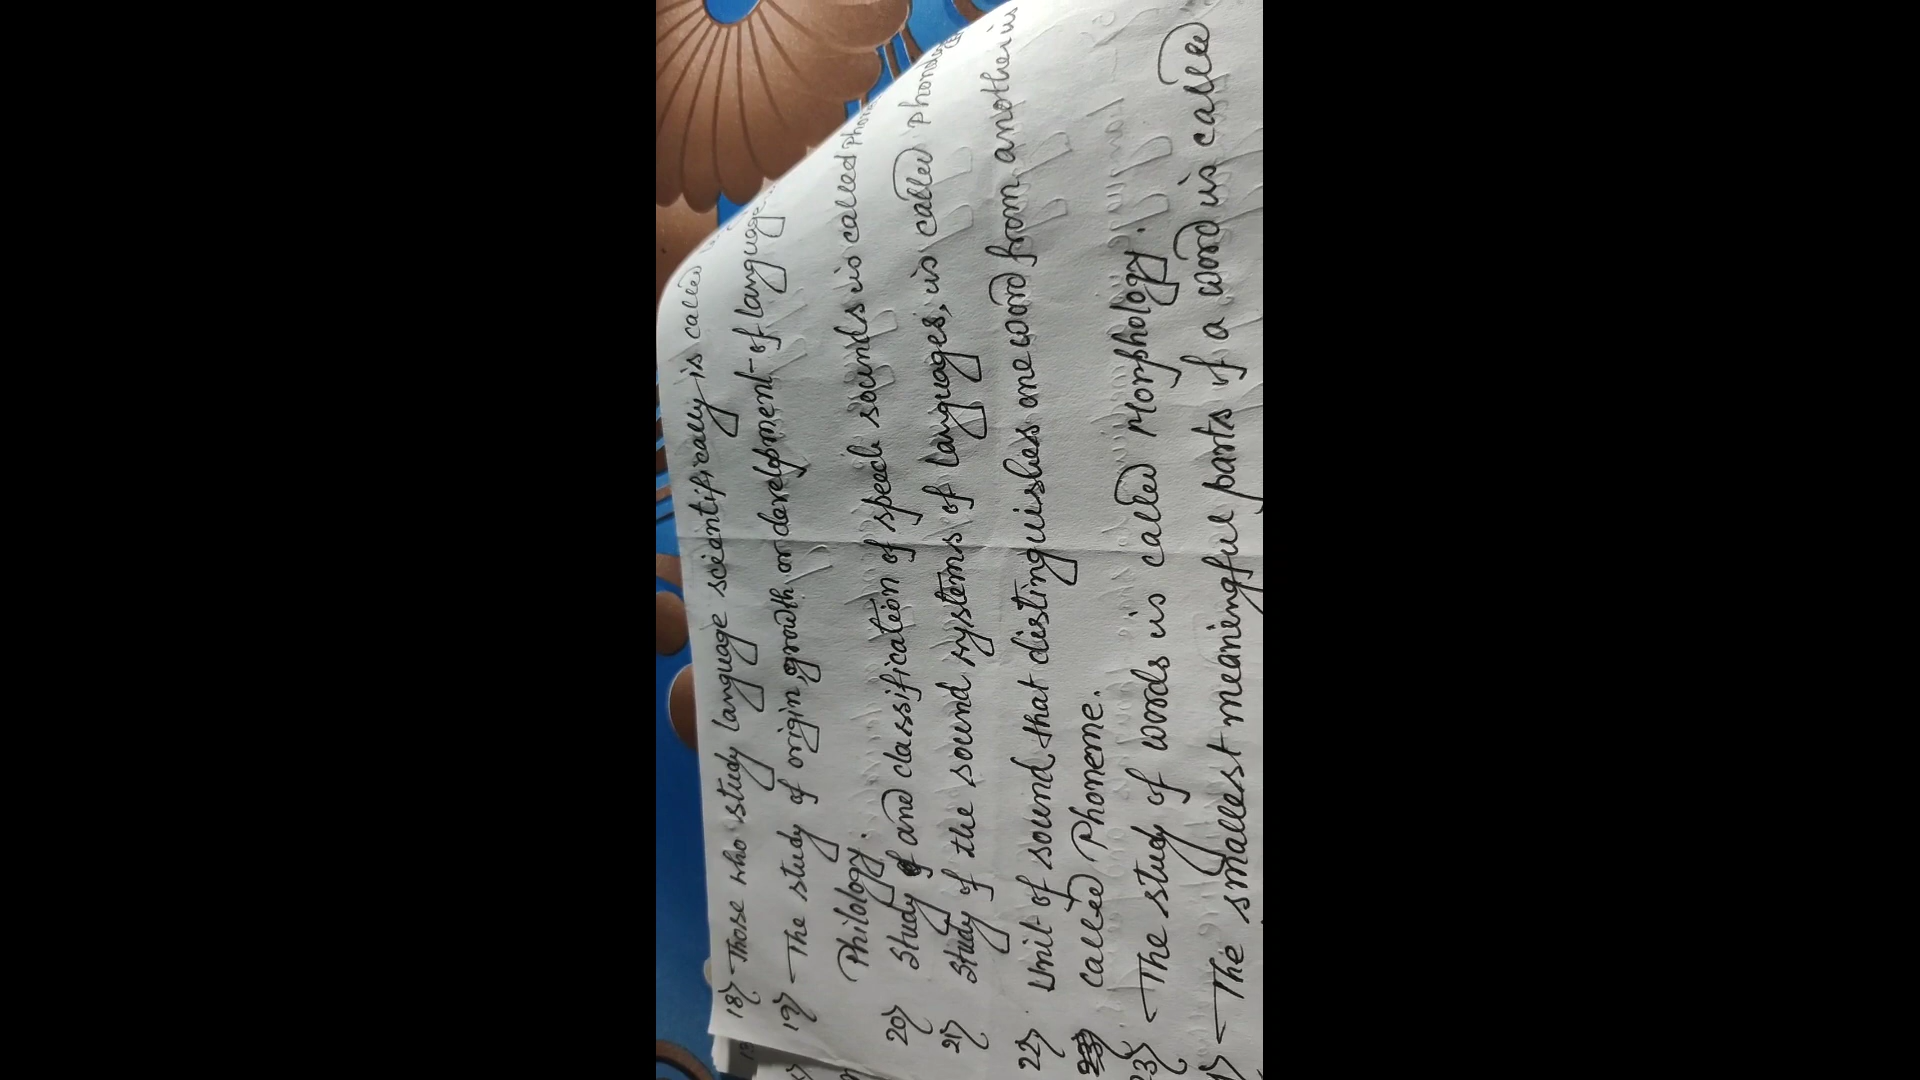 18) Those who study language scientifically is called
19) The study of origin, growth or development of language
Philology.
20) Study of and classification of speech sounds is called
21) Study of the sound systems of languages, is called
22) Unit of sound that distinguishes one word from another is
called Phoneme.
23) The study of words is called Morphology.
The smallest meaningful parts of a word is called